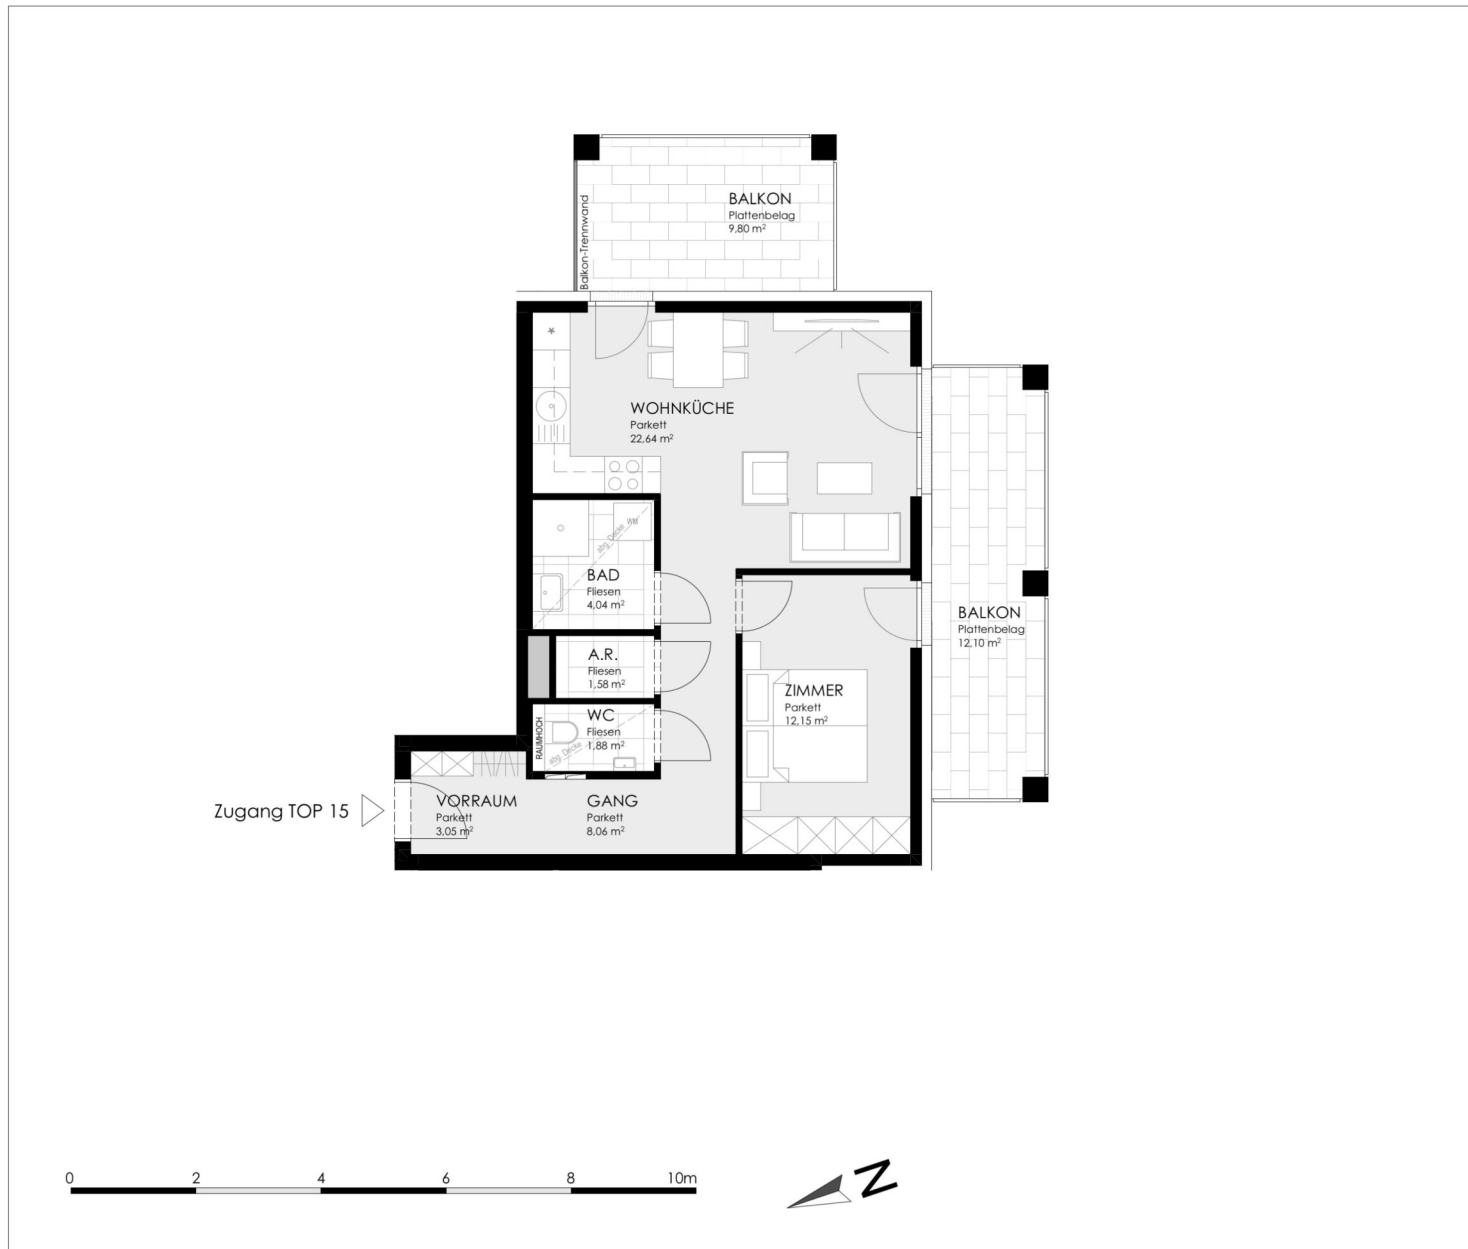 BALKON
Plattenbelag
9,80 m²
Balkon-Trennwand
WOHNKÜCHE
Parkett
22,64 m²
WM
abg. Decke
BAD
Fliesen
4,04 m²
BALKON
Plattenbelag
12,10 m²
A.R.
Fliesen
1,58 m²
ZIMMER
Parkett
12,15 m²
WC
Fliesen
1,88 m²
RAUMHOCH
abg. Decke
Zugang TOP 15
VORRAUM
Parkett
3,05 m²
GANG
Parkett
8,06 m²
0 2 4 6 8 10m
N